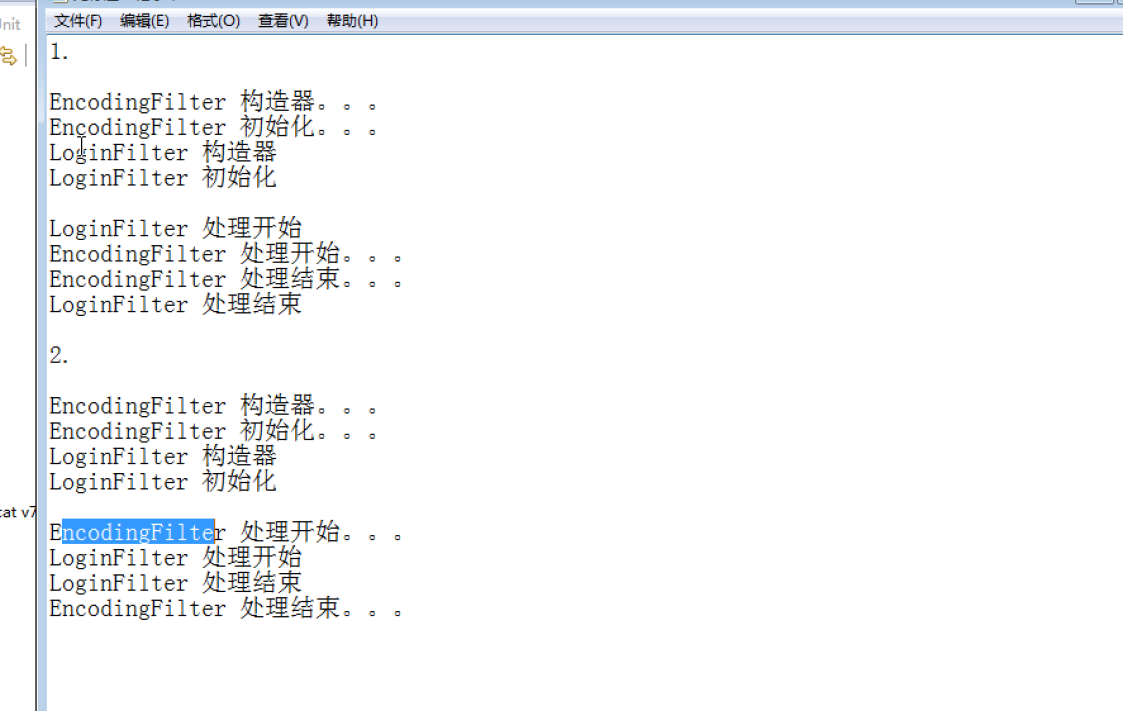 文件(F) 编辑(E) 格式(O) 查看(V) 帮助(H)
1.
EncodingFilter 构造器。。。
EncodingFilter 初始化。。。
LoginFilter 构造器
LoginFilter 初始化
LoginFilter 处理开始
EncodingFilter 处理开始。。。
EncodingFilter 处理结束。。。
LoginFilter 处理结束
2.
EncodingFilter 构造器。。。
EncodingFilter 初始化。。。
LoginFilter 构造器
LoginFilter 初始化
cat v7
EncodingFilter 处理开始。。。
LoginFilter 处理开始
LoginFilter 处理结束
EncodingFilter 处理结束。。。